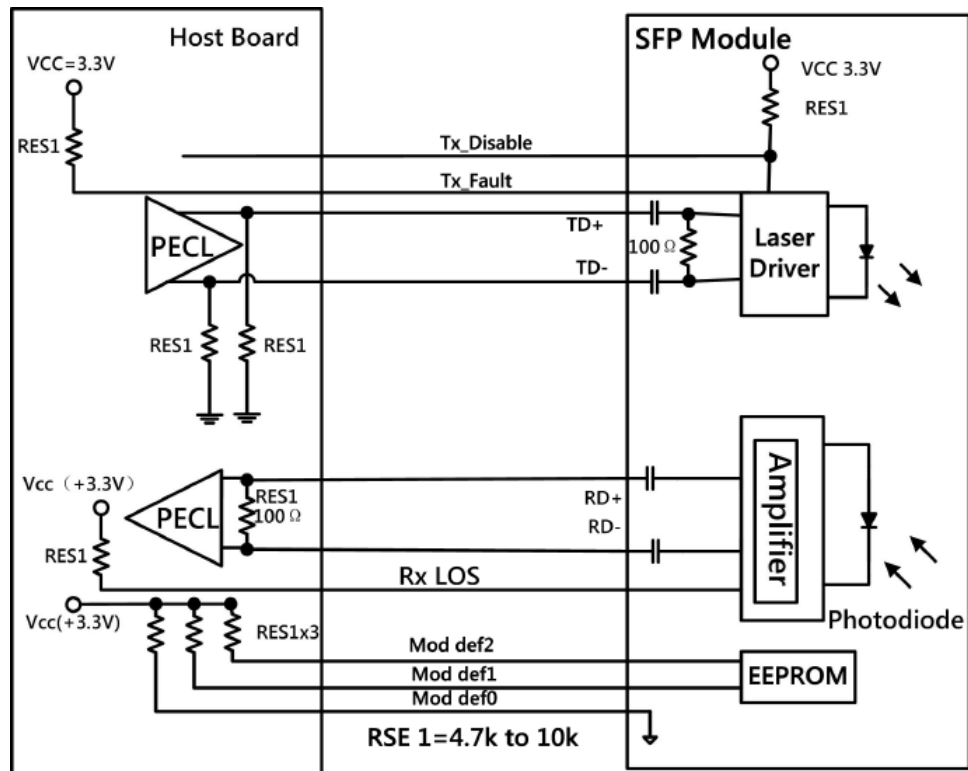 Host Board
SFP Module
VCC=3.3V
VCC 3.3V
RES1
RES1
Tx_Disable
Tx_Fault
PECL
TD+
100Ω
TD-
Laser
Driver
RES1
RES1
Vcc（+3.3V）
PECL
RES1
100Ω
RD+
RD-
Amplifier
RES1
Rx LOS
Photodiode
Vcc(+3.3V)
RES1x3
Mod def2
Mod def1
Mod def0
EEPROM
RSE 1=4.7k to 10k